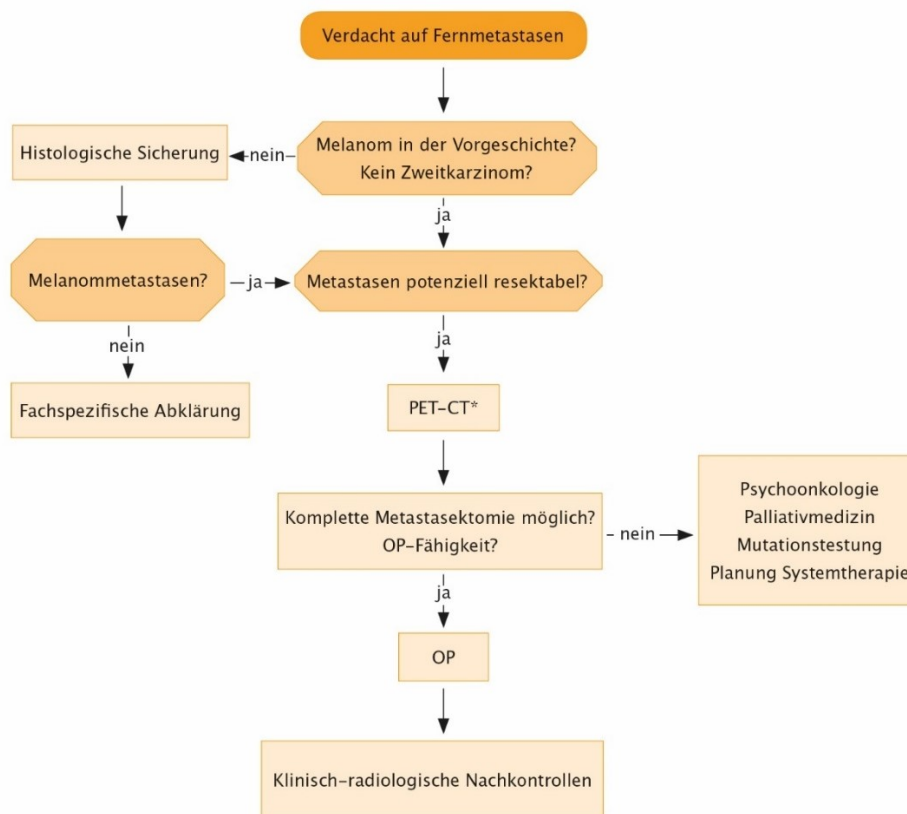 Verdacht auf Fernmetastasen
Melanom in der Vorgeschichte?
Kein Zweitkarzinom?
nein
Histologische Sicherung
ja
Melanommetastasen?
ja
Metastasen potenziell resektabel?
nein
ja
Fachspezifische Abklärung
PET-CT*
Komplette Metastasektomie möglich?
OP-Fähigkeit?
nein
Psychoonkologie
Palliativmedizin
Mutationstestung
Planung Systemtherapie
ja
OP
Klinisch-radiologische Nachkontrollen